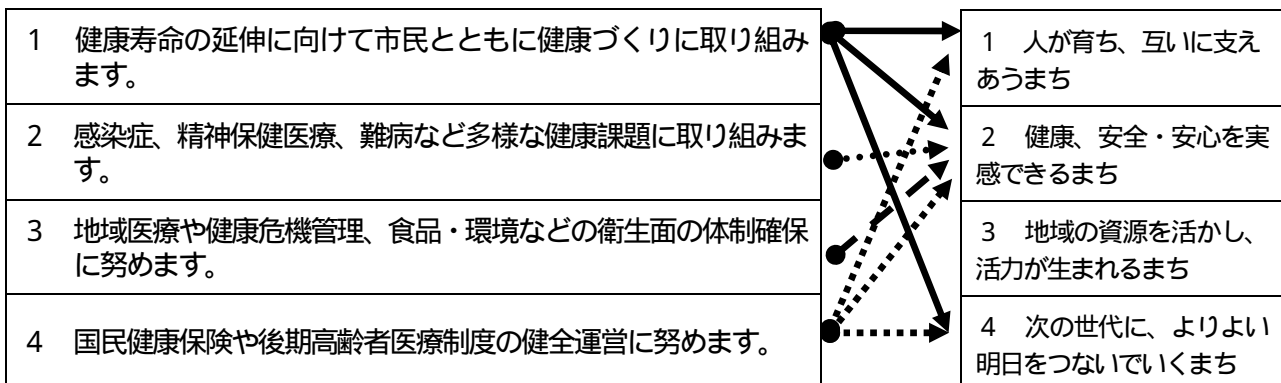 1 健康寿命の延伸に向けて市民とともに健康づくりに取り組み
ます。
2 感染症、精神保健医療、難病など多様な健康課題に取り組みま
す。
3 地域医療や健康危機管理、食品・環境などの衛生面の体制確保
に努めます。
4 国民健康保険や後期高齢者医療制度の健全運営に努めます。
1 人が育ち、互いに支え
あうまち
2 健康、安全・安心を実
感できるまち
3 地域の資源を活かし、
活力が生まれるまち
4 次の世代に、よりよい
明日をつないでいくまち